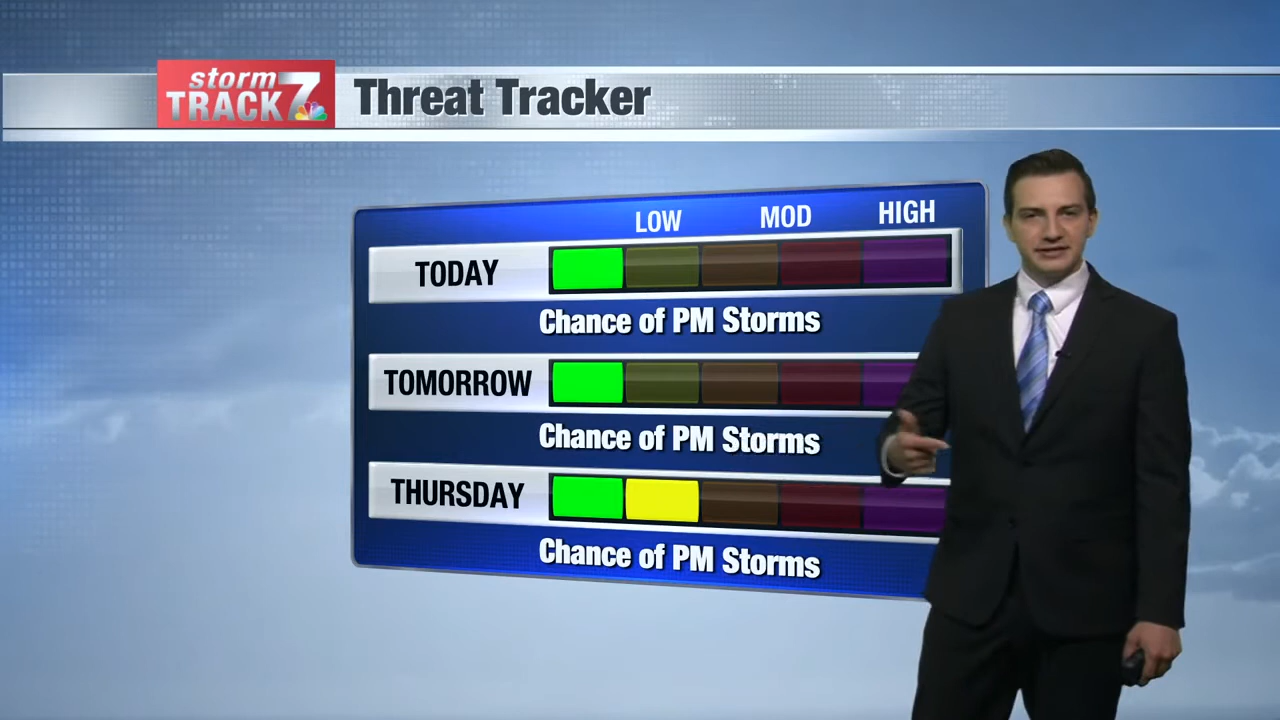 storm
TRACK 7
Threat Tracker
LOW MOD HIGH
TODAY
Chance of PM Storms
TOMORROW
Chance of PM Storms
THURSDAY
Chance of PM Storms